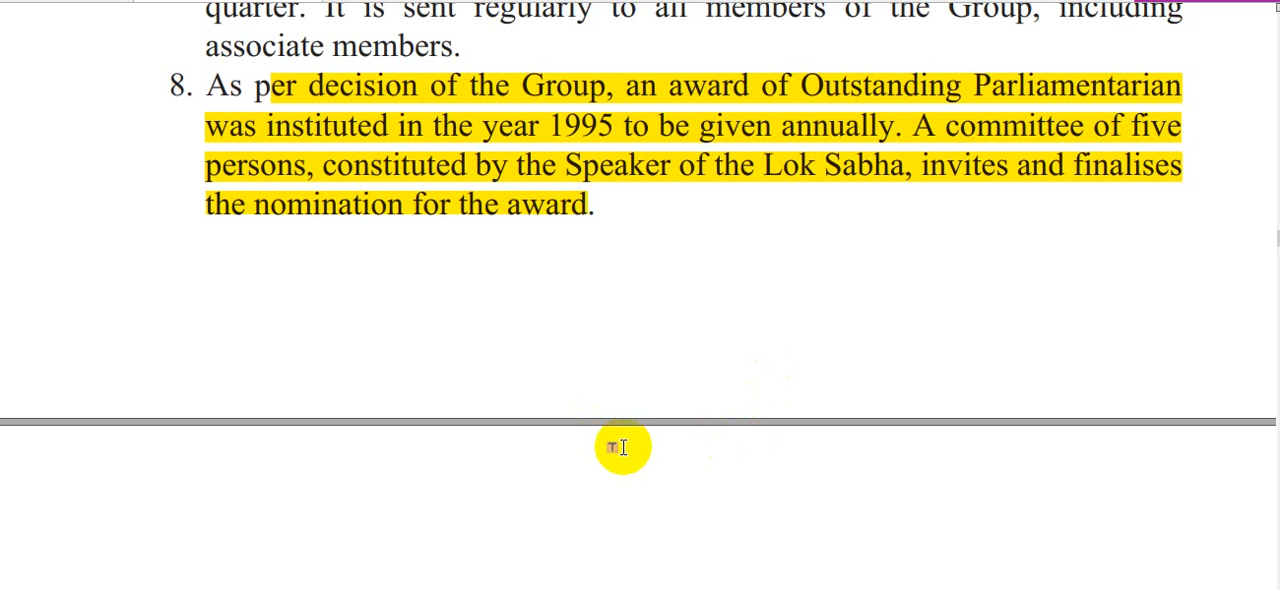 quarter. It is sent regularly to all members of the Group, including
associate members.
8. As per decision of the Group, an award of Outstanding Parliamentarian
was instituted in the year 1995 to be given annually. A committee of five
persons, constituted by the Speaker of the Lok Sabha, invites and finalises
the nomination for the award.
T